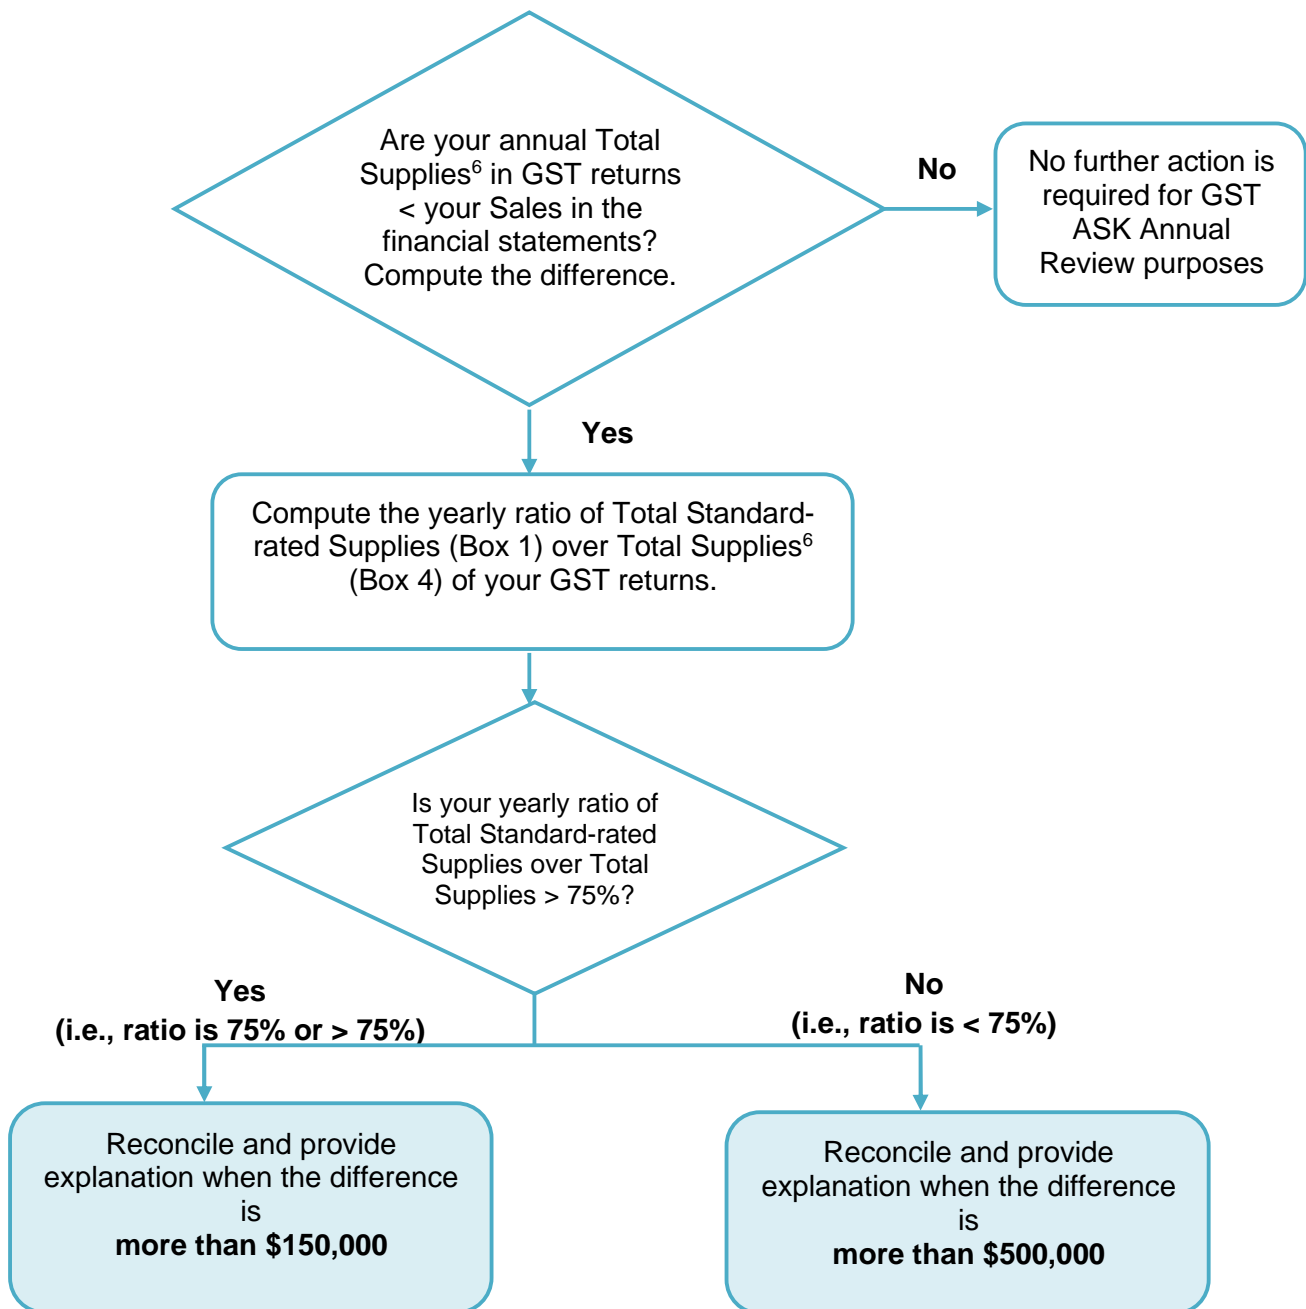 Are your annual Total
Supplies⁶ in GST returns
< your Sales in the
financial statements?
Compute the difference.
No
No further action is
required for GST
ASK Annual
Review purposes
Yes
Compute the yearly ratio of Total Standard-
rated Supplies (Box 1) over Total Supplies⁶
(Box 4) of your GST returns.
Is your yearly ratio of
Total Standard-rated
Supplies over Total
Supplies > 75%?
Yes
(i.e., ratio is 75% or > 75%)
No
(i.e., ratio is < 75%)
Reconcile and provide
explanation when the difference
is
more than $150,000
Reconcile and provide
explanation when the difference
is
more than $500,000